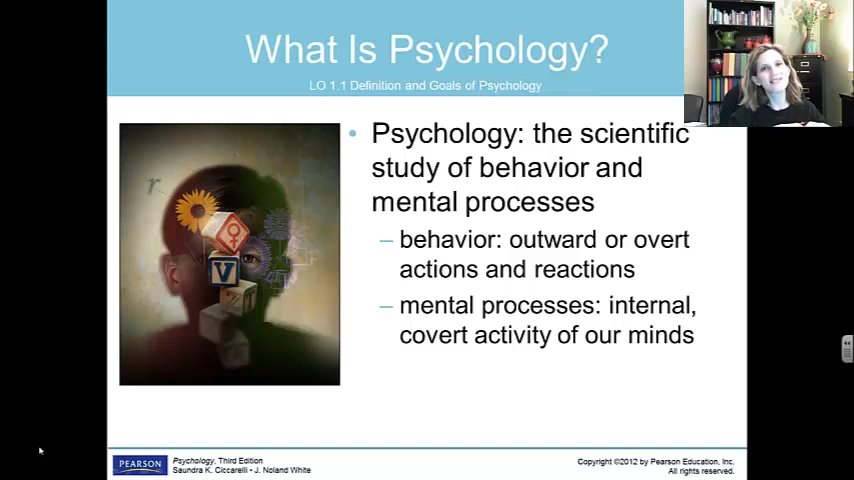 What Is Psychology?
LO 1.1 Definition and Goals of Psychology
• Psychology: the scientific
study of behavior and
mental processes
– behavior: outward or overt
actions and reactions
– mental processes: internal,
covert activity of our minds
r
V
PEARSON
Psychology, Third Edition
Saundra K. Ciccarelli • J. Noland White
Copyright ©2012 by Pearson Education, Inc.
All rights reserved.